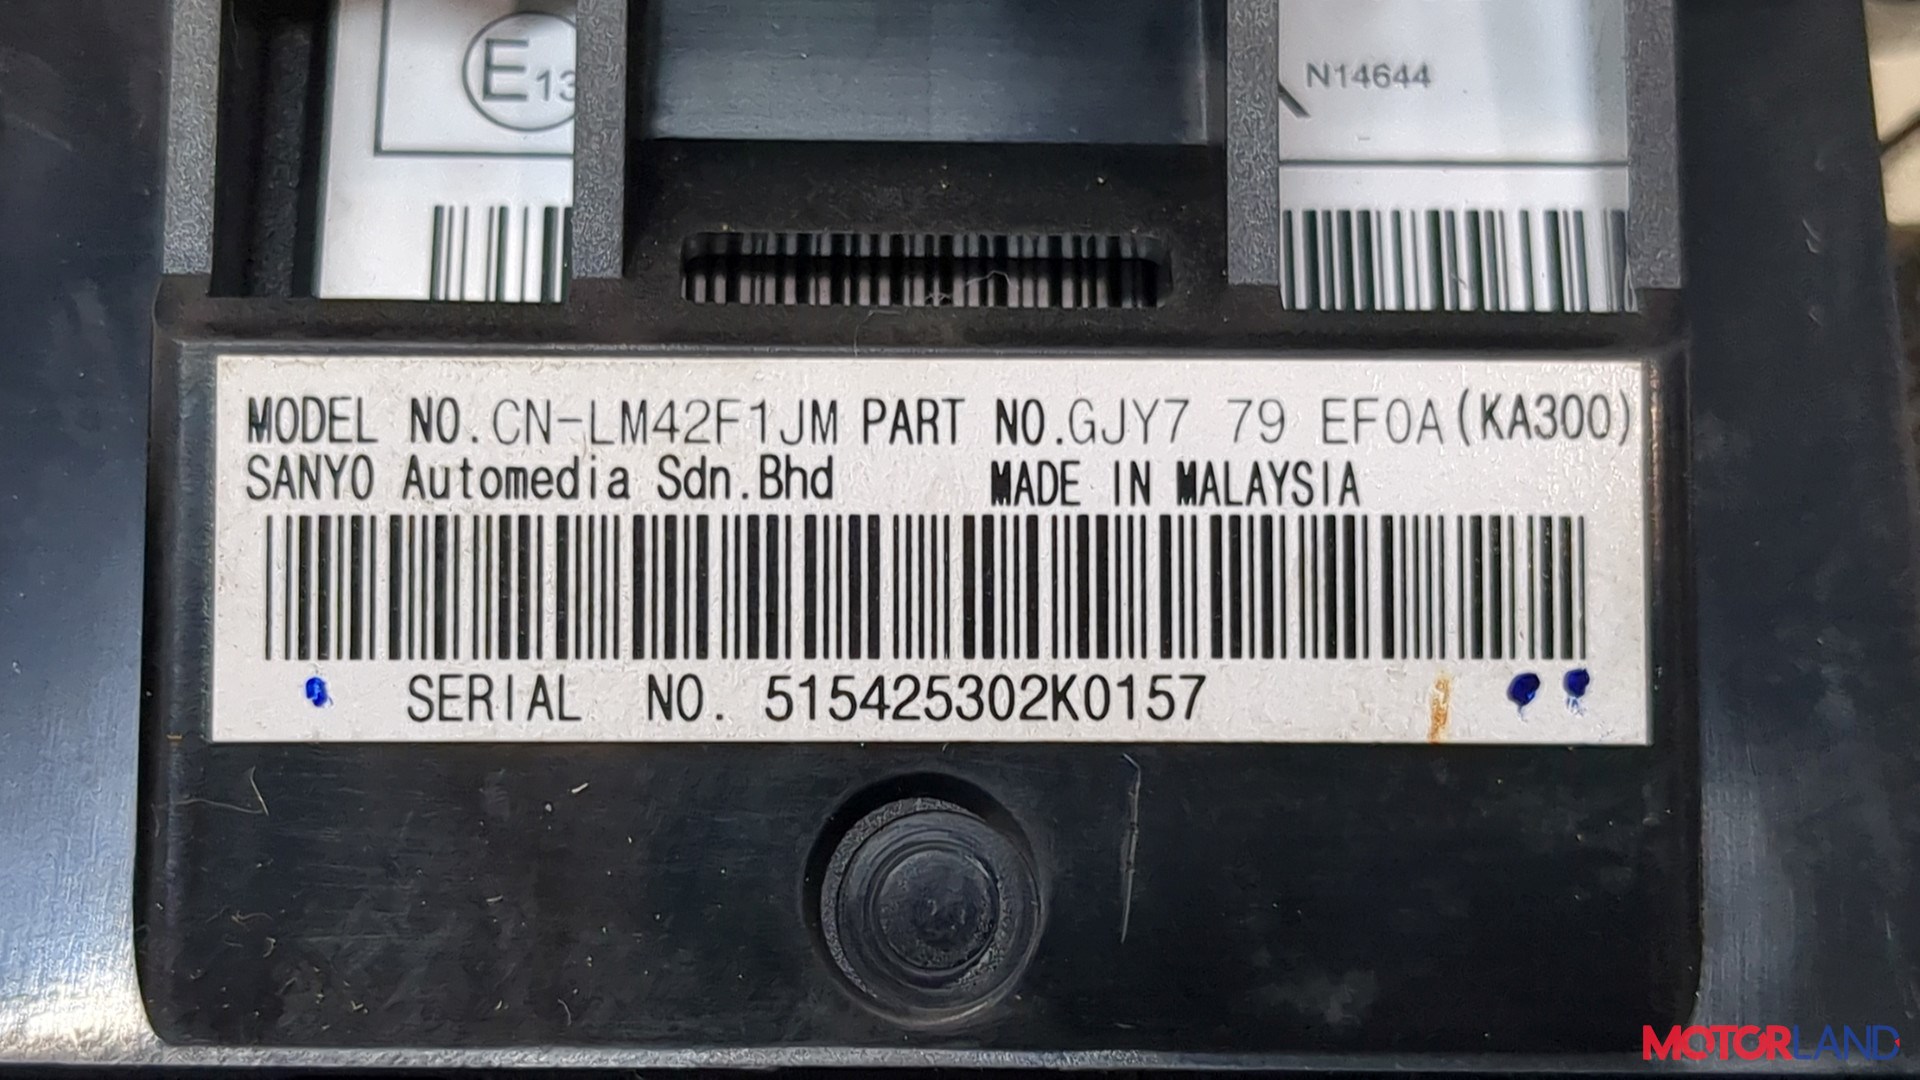 E13
N14644
MODEL NO.CN-LM42F1JM PART NO.GJY7 79 EF0A(KA300)
SANYO Automedia Sdn.Bhd MADE IN MALAYSIA
SERIAL NO. 515425302K0157
MOTORLAND